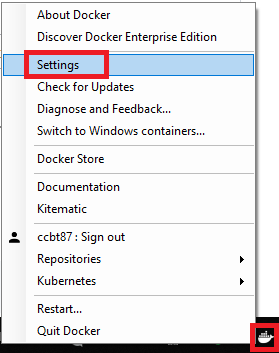 About Docker
Discover Docker Enterprise Edition
Settings
Check for Updates
Diagnose and Feedback...
Switch to Windows containers...
Docker Store
Documentation
Kitematic
ccbt87 : Sign out
Repositories
Kubernetes
Restart...
Quit Docker